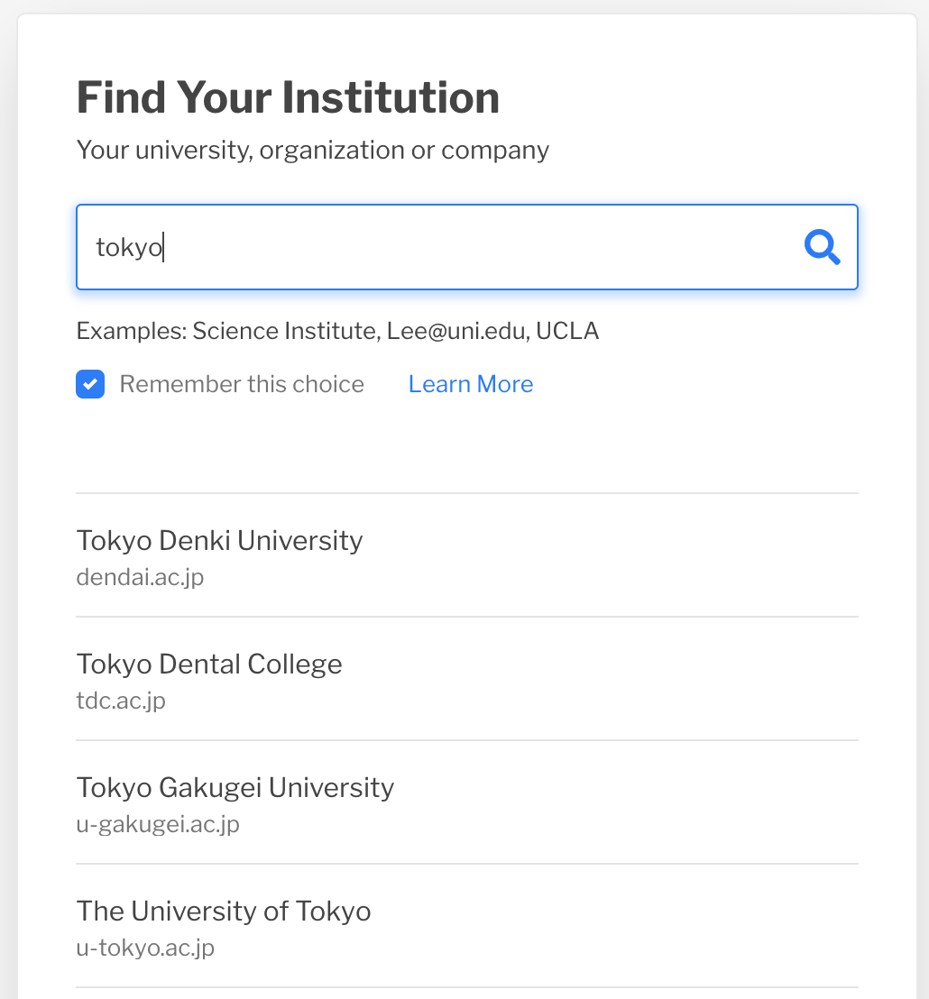 Find Your Institution
Your university, organization or company
tokyo
Examples: Science Institute, Lee@uni.edu, UCLA
Remember this choice Learn More
Tokyo Denki University
dendai.ac.jp
Tokyo Dental College
tdc.ac.jp
Tokyo Gakugei University
u-gakugei.ac.jp
The University of Tokyo
u-tokyo.ac.jp